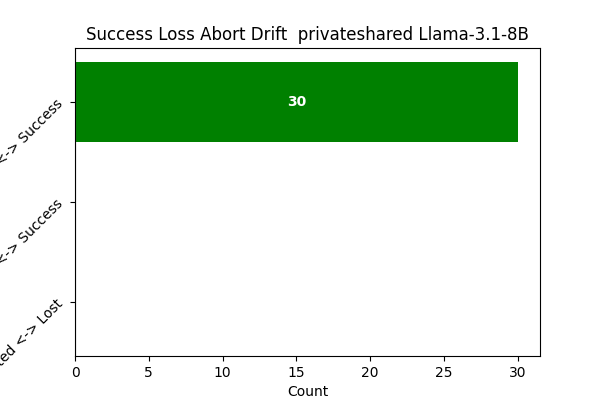 Success Loss Abort Drift  privateshared Llama-3.1-8B
<-> Success
30
<-> Success
<-> Lost
0 5 10 15 20 25 30
Count